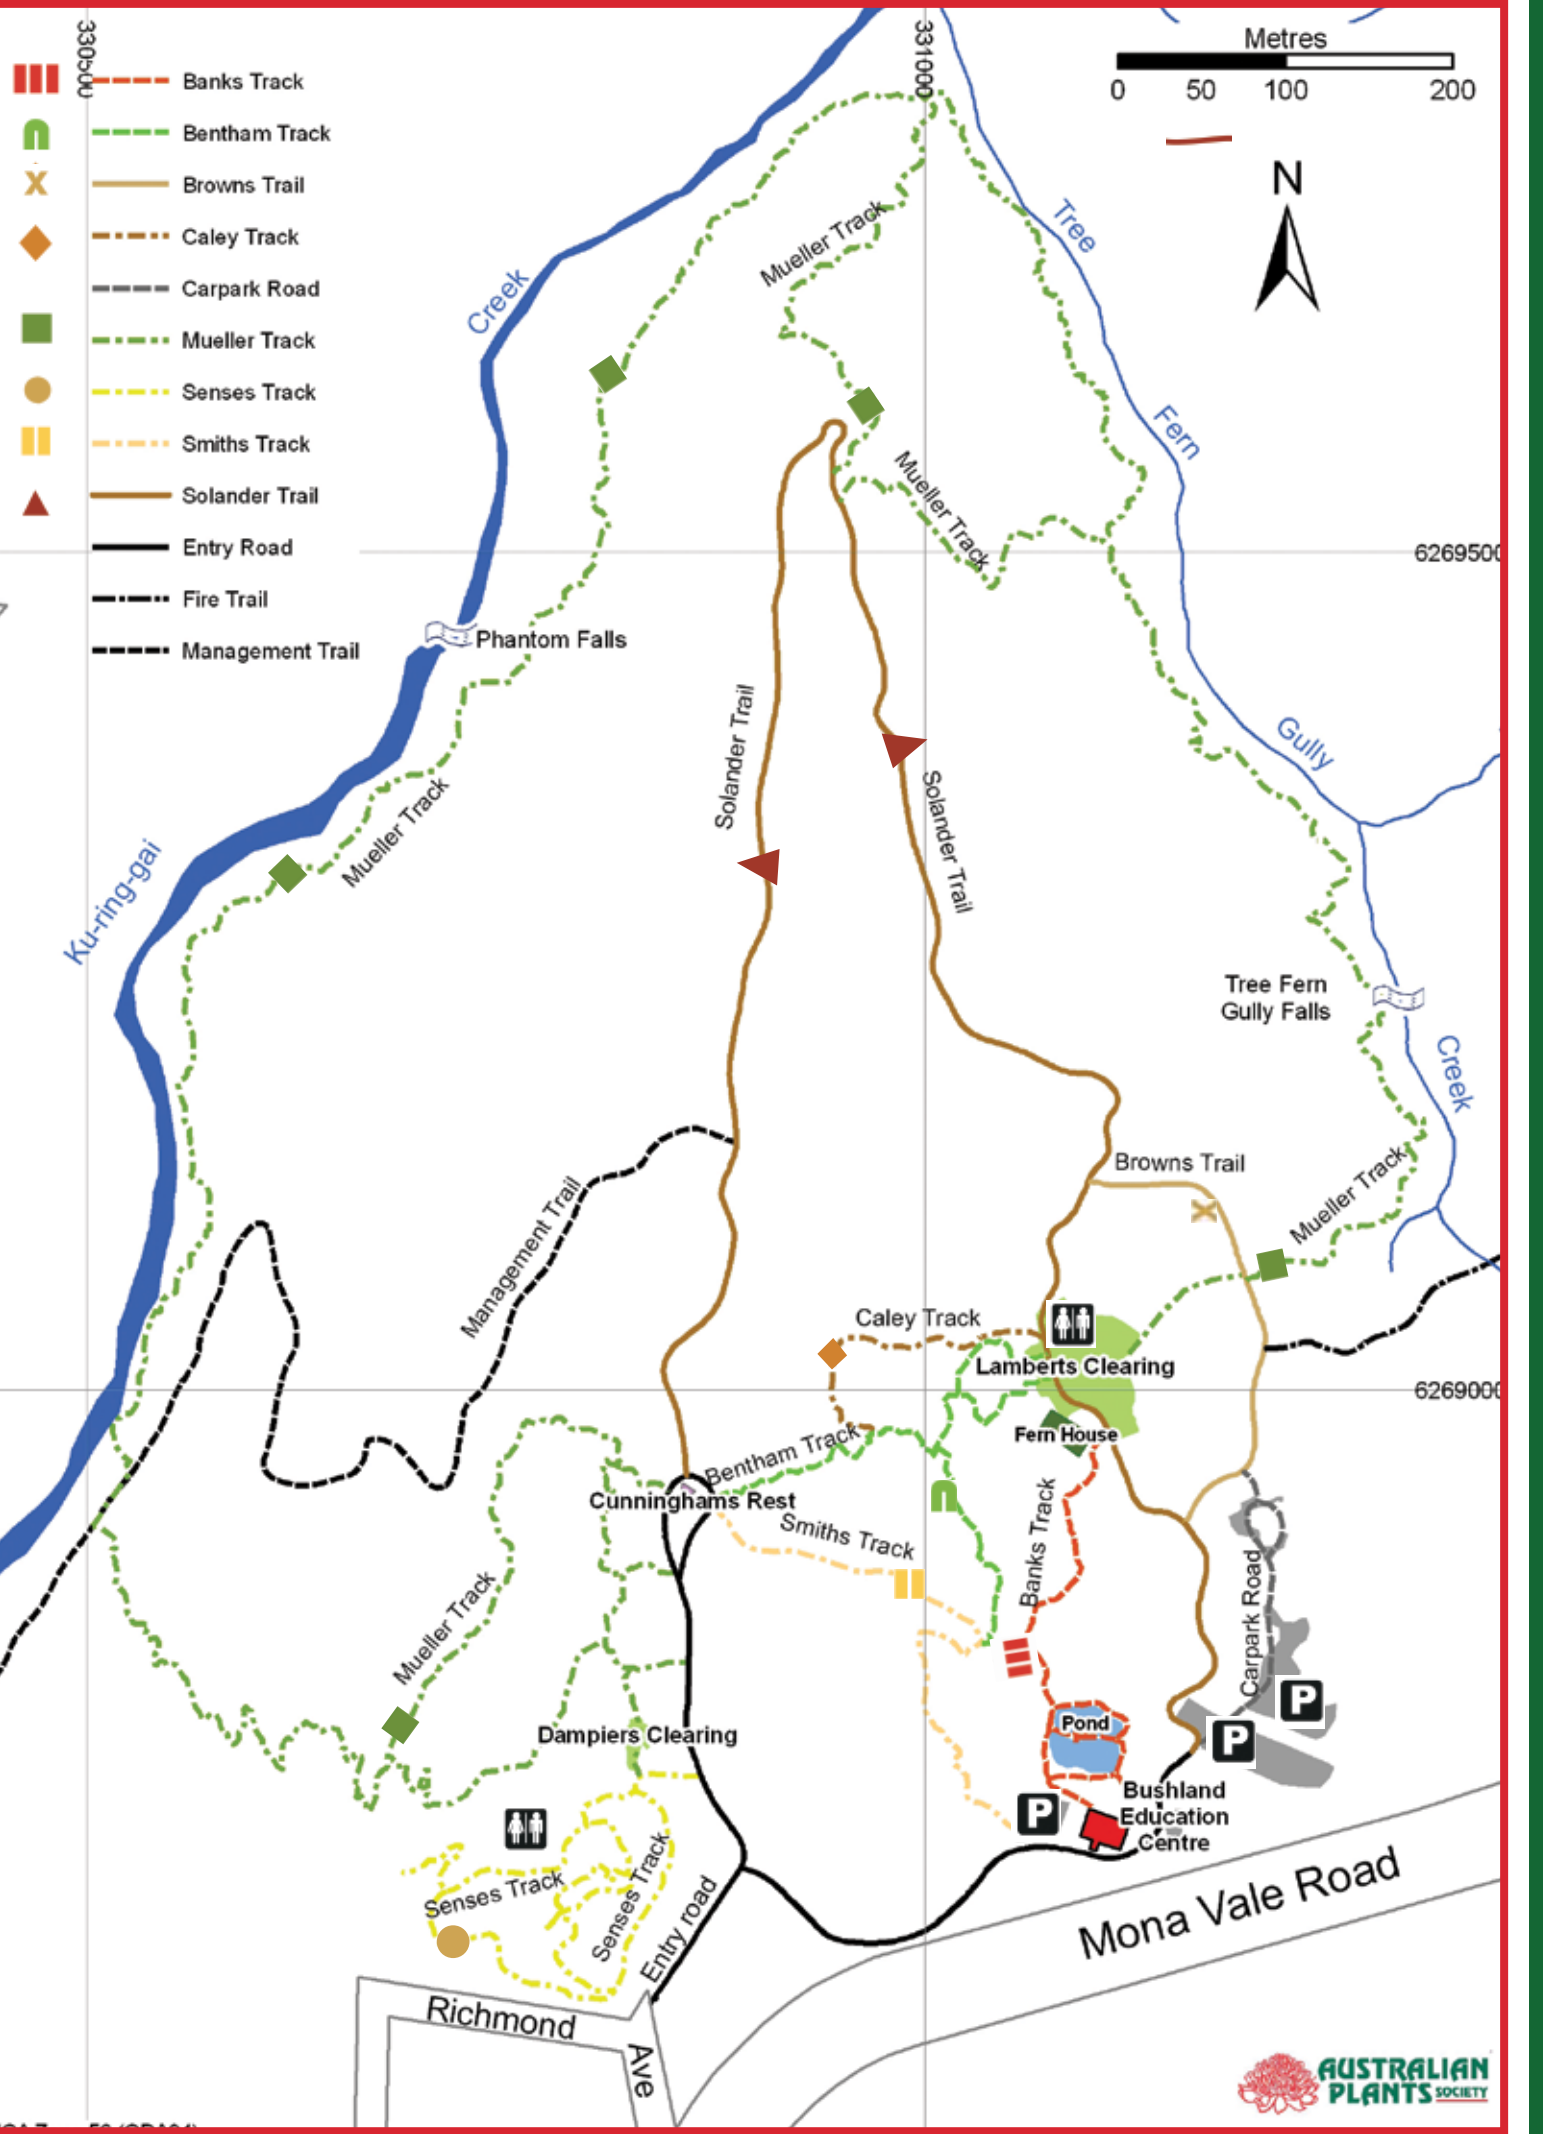 330500
331000
Metres
0 50 100 200
N
Banks Track
Bentham Track
Browns Trail
Caley Track
Carpark Road
Mueller Track
Senses Track
Smiths Track
Solander Trail
Entry Road
Fire Trail
Management Trail
Creek
Tree
Fern
Gully
Mueller Track
Mueller Track
6269500
Phantom Falls
Solander Trail
Solander Trail
Mueller Track
Ku-ring-gai
Tree Fern
Gully Falls
Creek
Browns Trail
Mueller Track
Management Trail
Caley Track
Lamberts Clearing
6269000
Fern House
Bentham Track
Cunninghams Rest
Smiths Track
Banks Track
Carpark Road
Mueller Track
P
P
P
Pond
Dampiers Clearing
Bushland
Education
Centre
Senses Track
Senses Track
Entry road
Mona Vale Road
Richmond
Ave
AUSTRALIAN
PLANTS SOCIETY